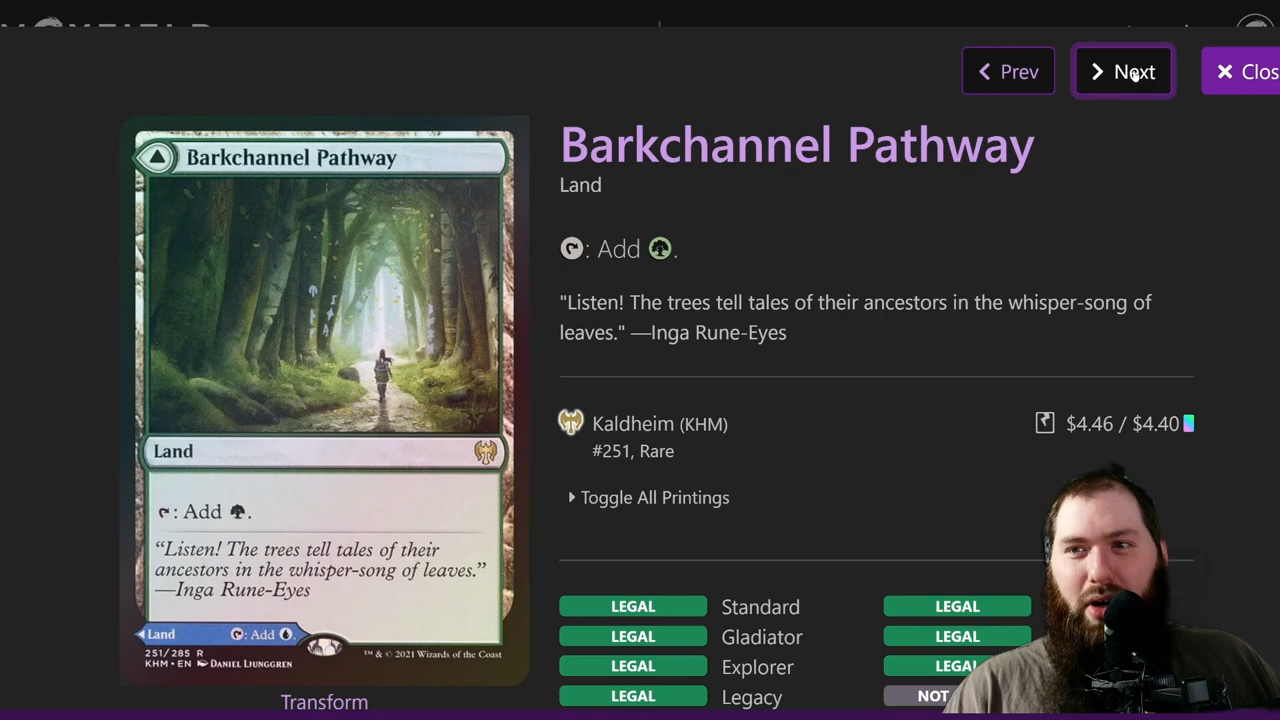 Prev
Next
Clos
Barkchannel Pathway
Barkchannel Pathway
Land
: Add .
"Listen! The trees tell tales of their ancestors in the whisper-song of
leaves." —Inga Rune-Eyes
Kaldheim (KHM)
$4.46 / $4.40
#251, Rare
Toggle All Printings
Land
: Add .
“Listen! The trees tell tales of their
ancestors in the whisper-song of leaves.”
—Inga Rune-Eyes
Land : Add .
251/285 R
KHM • EN Daniel Ljunggren
™ & © 2021 Wizards of the Coast
Transform
LEGAL Standard LEGAL
LEGAL Gladiator LEGAL
LEGAL Explorer LEGAL
LEGAL Legacy NOT